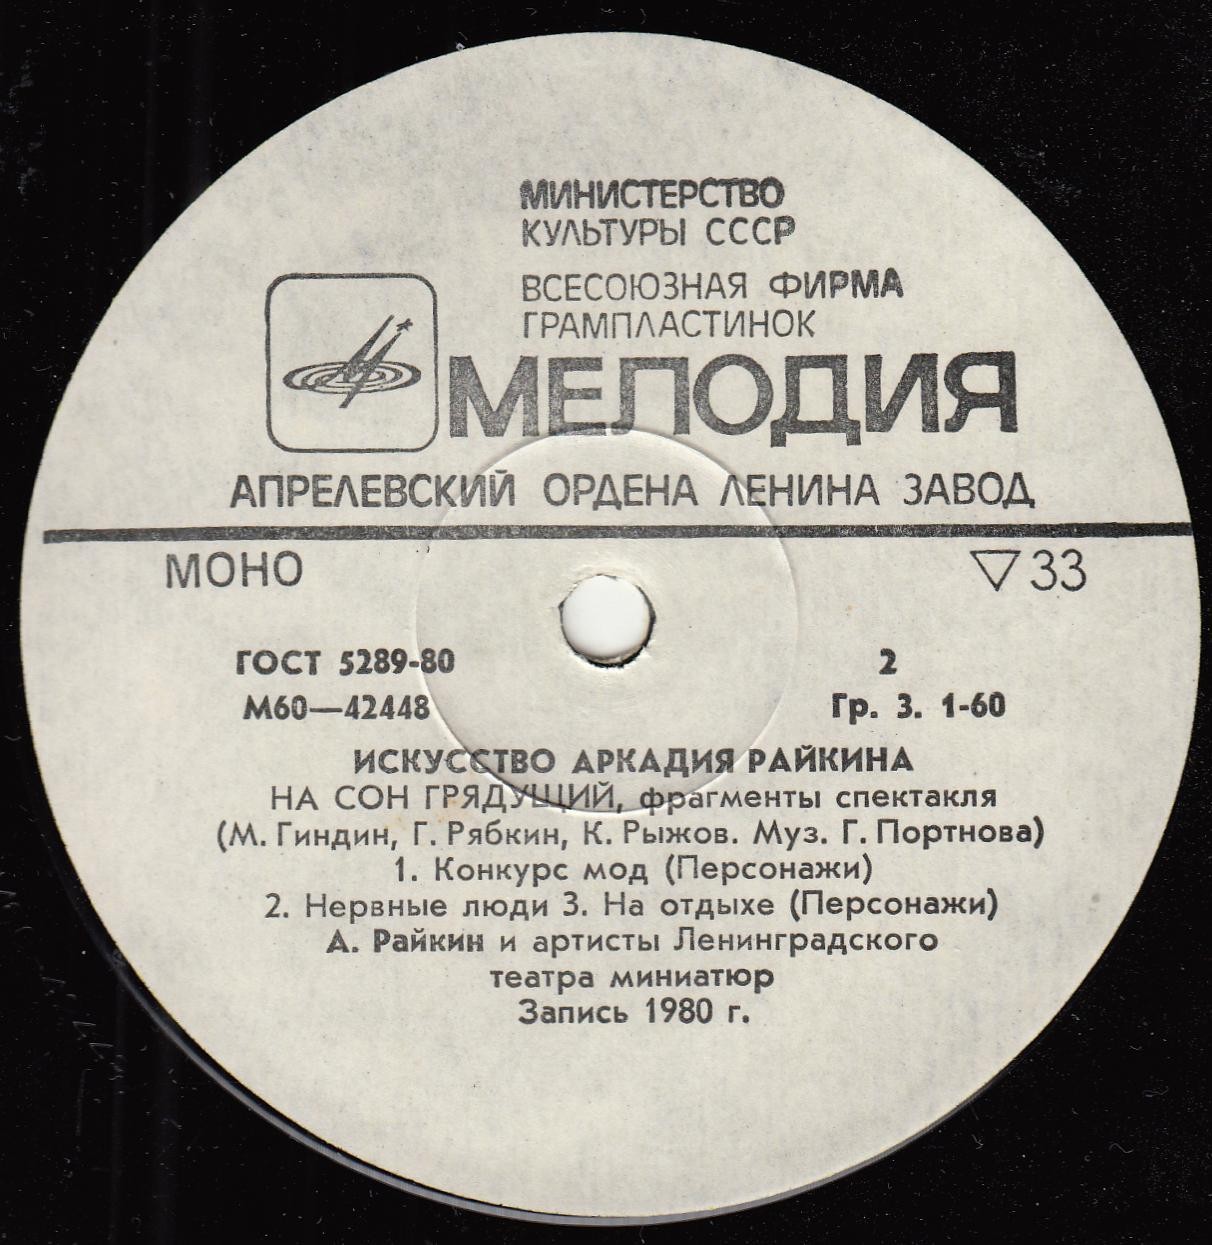 МИНИСТЕРСТВО
КУЛЬТУРЫ СССР
ВСЕСОЮЗНАЯ ФИРМА
ГРАМПЛАСТИНОК
МЕЛОДИЯ
АПРЕЛЕВСКИЙ ОРДЕНА ЛЕНИНА ЗАВОД
МОНО ▽33
ГОСТ 5289-80 2
М60—42448 Гр. 3. 1-60
ИСКУССТВО АРКАДИЯ РАЙКИНА
НА СОН ГРЯДУЩИЙ, фрагменты спектакля
(М. Гиндин, Г. Рябкин, К. Рыжов. Муз. Г. Портнова)
1. Конкурс мод (Персонажи)
2. Нервные люди 3. На отдыхе (Персонажи)
А. Райкин и артисты Ленинградского
театра миниатюр
Запись 1980 г.